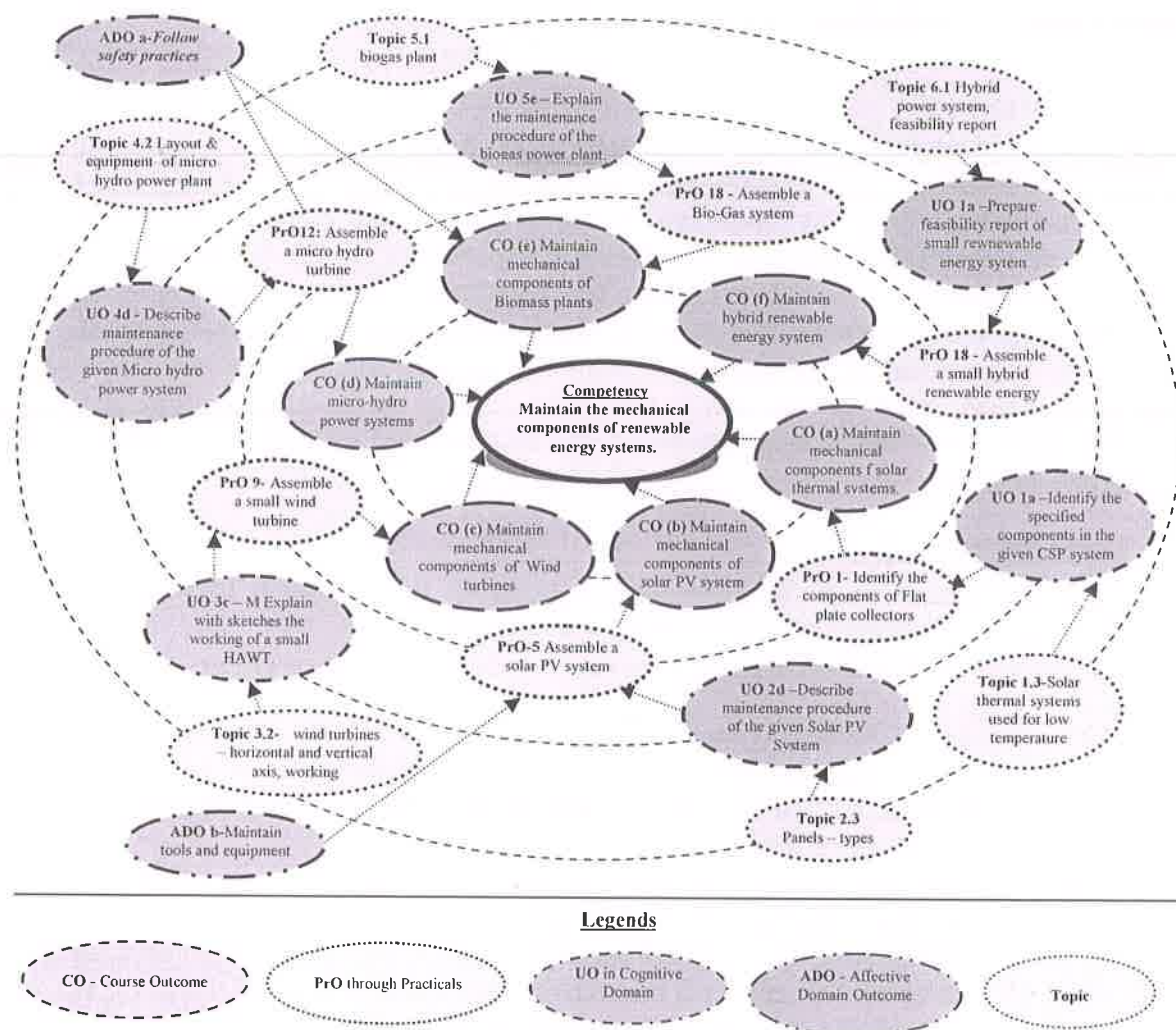 ADO a-Follow
safety practices
Topic 5.1
biogas plant
Topic 6.1 Hybrid
power system,
feasibility report
UO 5e – Explain
the maintenance
procedure of the
biogas power plant.
Topic 4.2 Layout &
equipment of micro
hydro power plant
PrO 18 - Assemble a
Bio-Gas system
UO 1a –Prepare
feasibility report of
small rewnewable
energy sytem
PrO12: Assemble
a micro hydro
turbine
CO (e) Maintain
mechanical
components of
Biomass plants
CO (f) Maintain
hybrid renewable
energy system
UO 4d - Describe
maintenance
procedure of the
given Micro hydro
power system
PrO 18 - Assemble
a small hybrid
renewable energy
CO (d) Maintain
micro-hydro
power systems
Competency
Maintain the mechanical
components of renewable
energy systems.
CO (a) Maintain
mechanical
components f solar
thermal systems.
PrO 9- Assemble
a small wind
turbine
UO 1a –Identify the
specified
components in the
given CSP system
CO (c) Maintain
mechanical
components of Wind
turbines
CO (b) Maintain
mechanical
components of
solar PV system
PrO 1- Identify the
components of Flat
plate collectors
UO 3c – M Explain
with sketches the
working of a small
HAWT.
PrO-5 Assemble a
solar PV system
UO 2d –Describe
maintenance procedure
of the given Solar PV
System
Topic 1.3-Solar
thermal systems
used for low
temperature
Topic 3.2- wind turbines
– horizontal and vertical
axis, working
ADO b-Maintain
tools and equipment
Topic 2.3
Panels – types
Legends
CO - Course Outcome
PrO through Practicals
UO in Cognitive
Domain
ADO - Affective
Domain Outcome
Topic